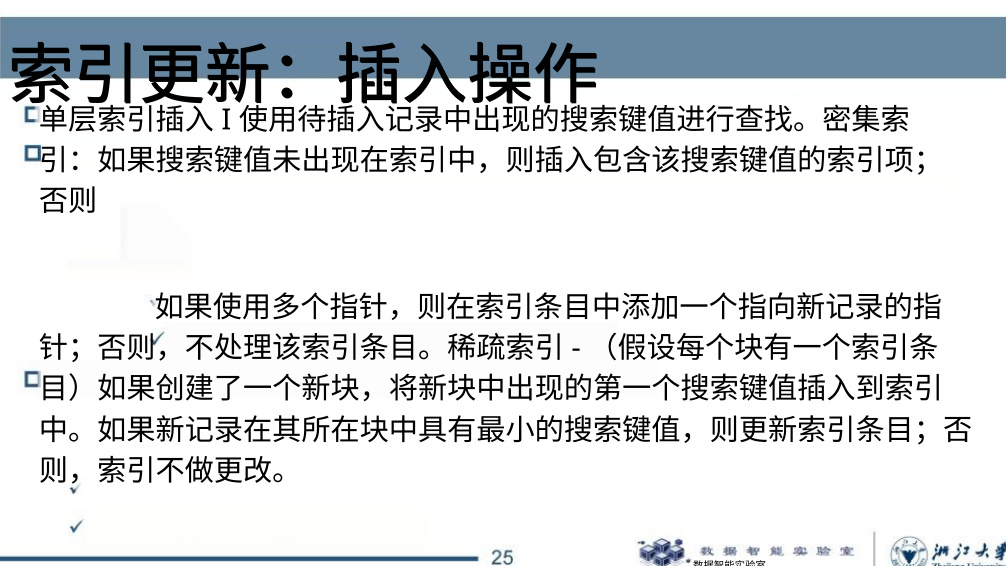 索引更新：插入操作
单层索引插入 I 使用待插入记录中出现的搜索键值进行查找。密集索
引：如果搜索键值未出现在索引中，则插入包含该搜索键值的索引项；
否则
如果使用多个指针，则在索引条目中添加一个指向新记录的指
针；否则，不处理该索引条目。稀疏索引 - （假设每个块有一个索引条
目）如果创建了一个新块，将新块中出现的第一个搜索键值插入到索引
中。如果新记录在其所在块中具有最小的搜索键值，则更新索引条目；否
则，索引不做更改。
25
数据智能实验室
数据智能实验室
浙江大学